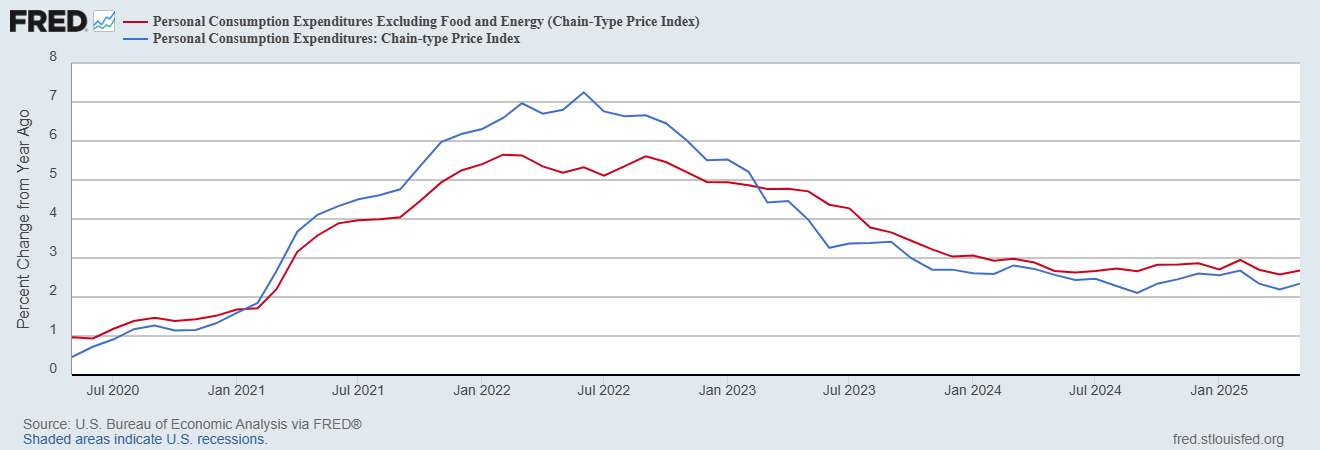 FRED
Personal Consumption Expenditures Excluding Food and Energy (Chain-Type Price Index)
Personal Consumption Expenditures: Chain-type Price Index
Percent Change from Year Ago
8
7
6
5
4
3
2
1
0
Jul 2020 Jan 2021 Jul 2021 Jan 2022 Jul 2022 Jan 2023 Jul 2023 Jan 2024 Jul 2024 Jan 2025
Source: U.S. Bureau of Economic Analysis via FRED®
Shaded areas indicate U.S. recessions.
fred.stlouisfed.org